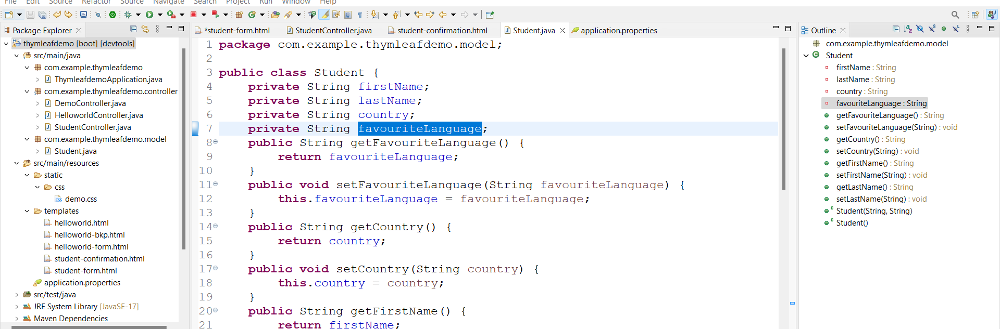 File Edit Source Refactor Source Navigate Search Project Run Window Help
Package Explorer
thymleafdemo [boot] [devtools]
src/main/java
com.example.thymleafdemo
ThymleafdemoApplication.java
com.example.thymleafdemo.controller
DemoController.java
HelloworldController.java
StudentController.java
com.example.thymleafdemo.model
Student.java
src/main/resources
static
css
demo.css
templates
helloworld.html
helloworld-bkp.html
helloworld-form.html
student-confirmation.html
student-form.html
application.properties
src/test/java
JRE System Library [JavaSE-17]
Maven Dependencies
*student-form.html StudentController.java student-confirmation.html Student.java application.properties
1 package com.example.thymleafdemo.model;
2
3 public class Student {
4 private String firstName;
5 private String lastName;
6 private String country;
7 private String favouriteLanguage;
8 public String getFavouriteLanguage() {
9 return favouriteLanguage;
10 }
11 public void setFavouriteLanguage(String favouriteLanguage) {
12 this.favouriteLanguage = favouriteLanguage;
13 }
14 public String getCountry() {
15 return country;
16 }
17 public void setCountry(String country) {
18 this.country = country;
19 }
20 public String getFirstName() {
21 return firstName;
Outline
com.example.thymleafdemo.model
Student
firstName : String
lastName : String
country : String
favouriteLanguage : String
getFavouriteLanguage() : String
setFavouriteLanguage(String) : void
getCountry() : String
setCountry(String) : void
getFirstName() : String
setFirstName(String) : void
getLastName() : String
setLastName(String) : void
Student(String, String)
Student()